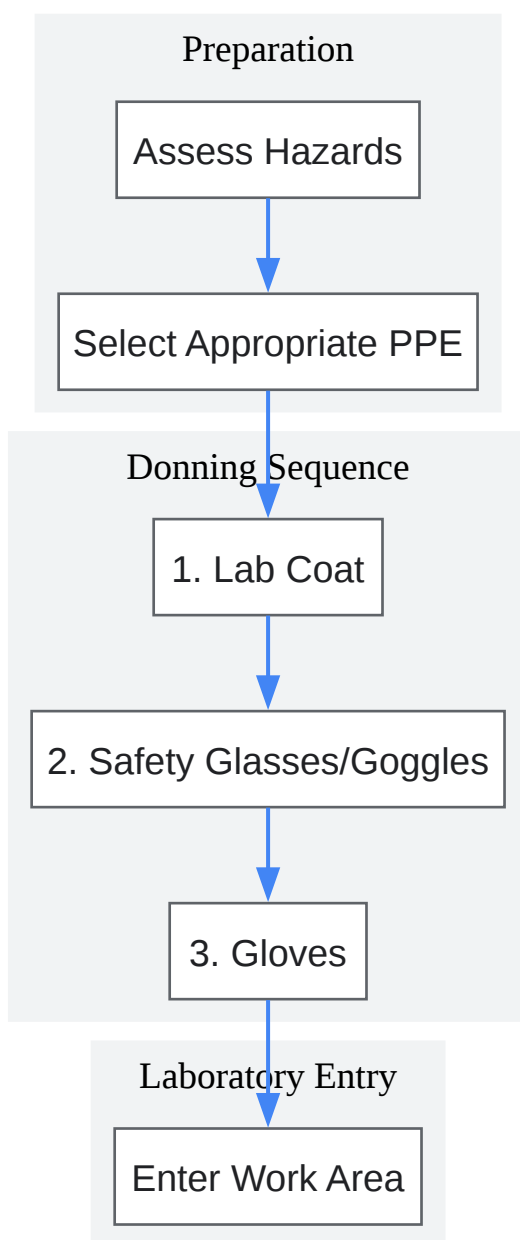 Preparation
Assess Hazards
Select Appropriate PPE
Donning Sequence
1. Lab Coat
2. Safety Glasses/Goggles
3. Gloves
Laboratory Entry
Enter Work Area